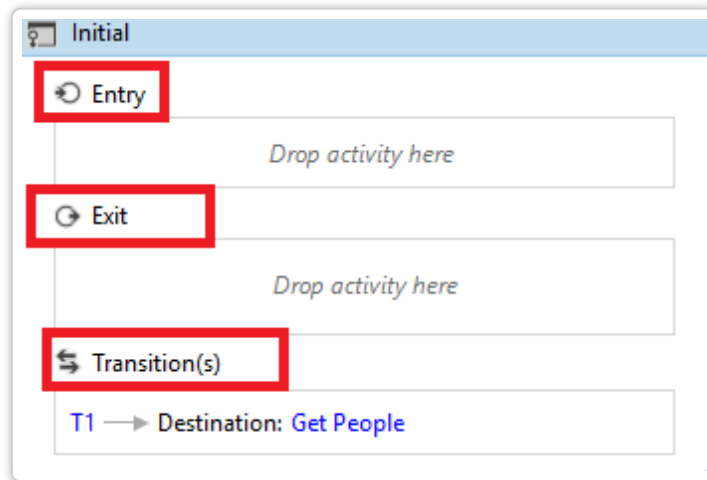 Initial
Entry
Drop activity here
Exit
Drop activity here
Transition(s)
T1 Destination: Get People